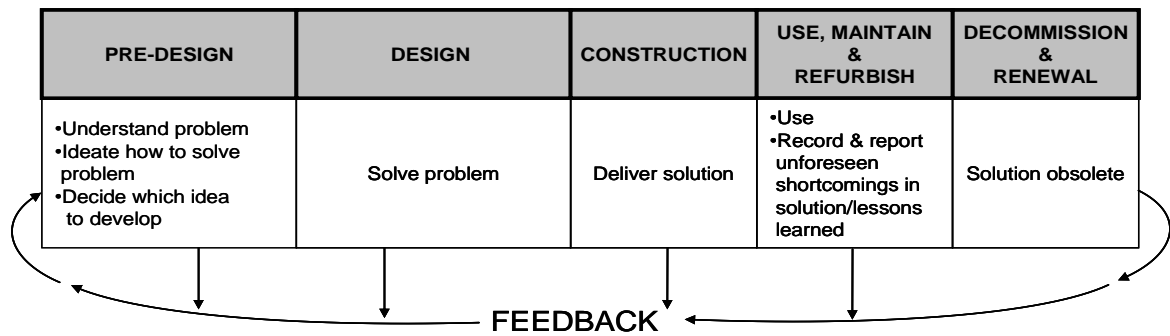 PRE-DESIGN
DESIGN
CONSTRUCTION
USE, MAINTAIN
&
REFURBISH
DECOMMISSION
&
RENEWAL
•Understand problem
•Ideate how to solve
problem
•Decide which idea
to develop
Solve problem
Deliver solution
•Use
•Record & report
unforeseen
shortcomings in
solution/lessons
learned
Solution obsolete
FEEDBACK